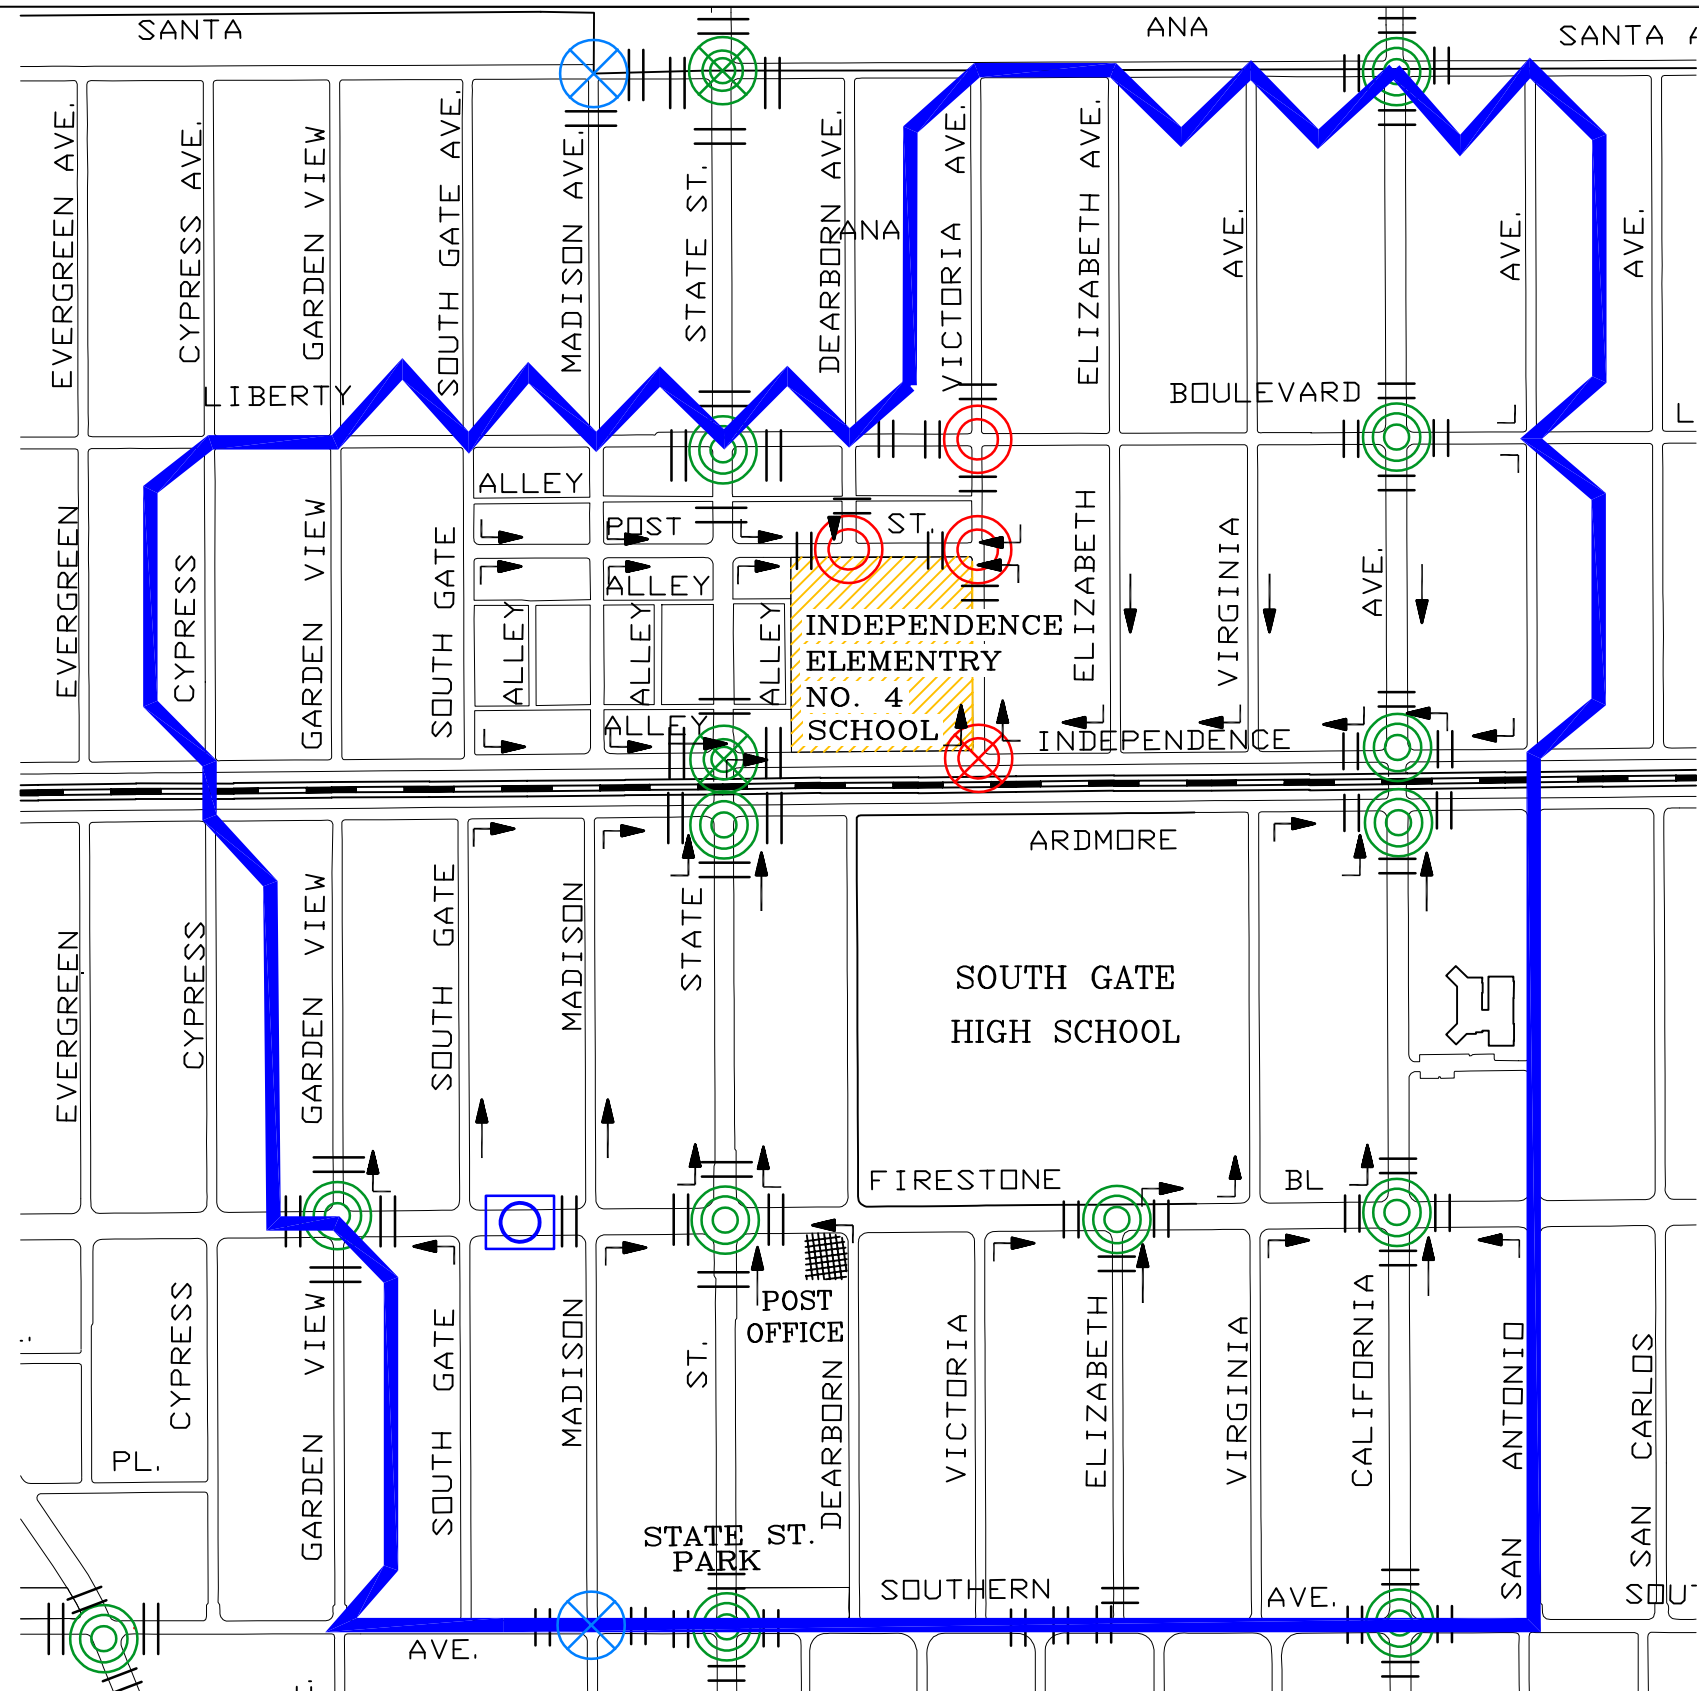 SANTA
ANA
SANTA A
EVERGREEN AVE.
CYPRESS AVE.
GARDEN VIEW
SOUTH GATE AVE.
MADISON AVE.
STATE ST.
DEARBORN AVE.
ANA
VICTORIA AVE.
ELIZABETH AVE.
AVE.
AVE.
AVE.
LIBERTY
BOULEVARD
L
ALLEY
POST
ST.
ALLEY
ALLEY
ALLEY
ALLEY
ALLEY
EVERGREEN
CYPRESS
GARDEN VIEW
SOUTH GATE
ELIZABETH
VIRGINIA
AVE.
INDEPENDENCE
ELEMENTRY
NO. 4
SCHOOL
INDEPENDENCE
ARDMORE
EVERGREEN
CYPRESS
GARDEN VIEW
SOUTH GATE
MADISON
STATE
SOUTH GATE
HIGH SCHOOL
FIRESTONE
BL
POST
OFFICE
CYPRESS
GARDEN VIEW
SOUTH GATE
MADISON
ST.
DEARBORN
VICTORIA
ELIZABETH
VIRGINIA
CALIFORNIA
SAN ANTONIO
SAN CARLOS
PL.
STATE ST.
PARK
SOUTHERN
AVE.
SOUT
AVE.